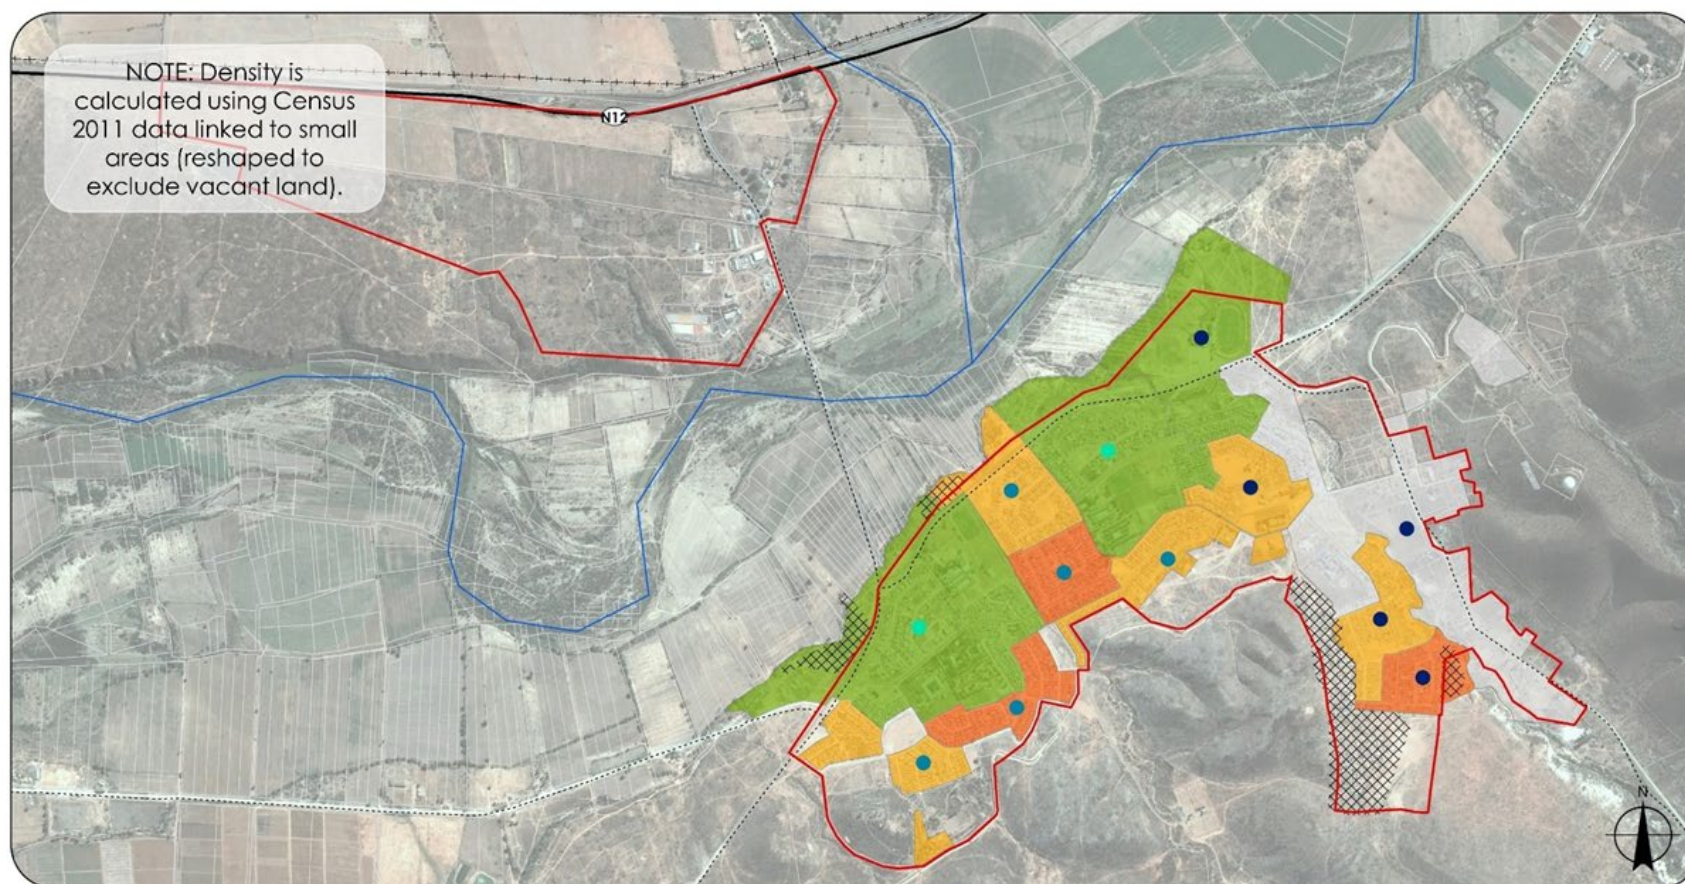 NOTE: Density is
calculated using Census
2011 data linked to small
areas (reshaped to
exclude vacant land).
N12
N